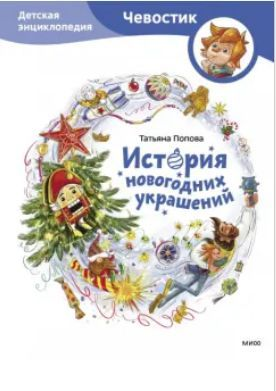 Детская
энциклопедия
Чевостик
Татьяна Попова
История
новогодних
украшений
МИФ